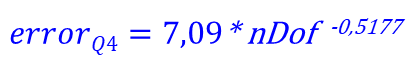 error_Q4 = 7,09 * nDof ^-0,5177